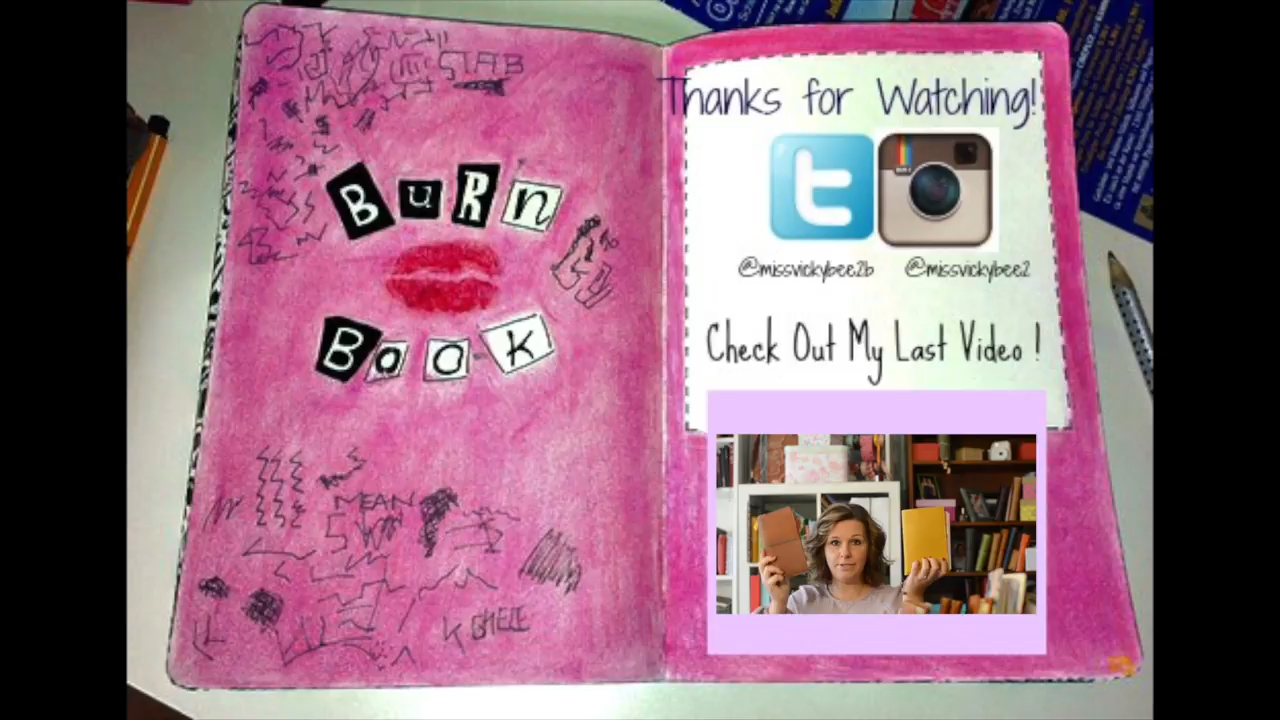 STAB
Burn
Book
MEAN
Thanks for Watching!
t
@missvickybee2b @missvickybee2
Check Out My Last Video !